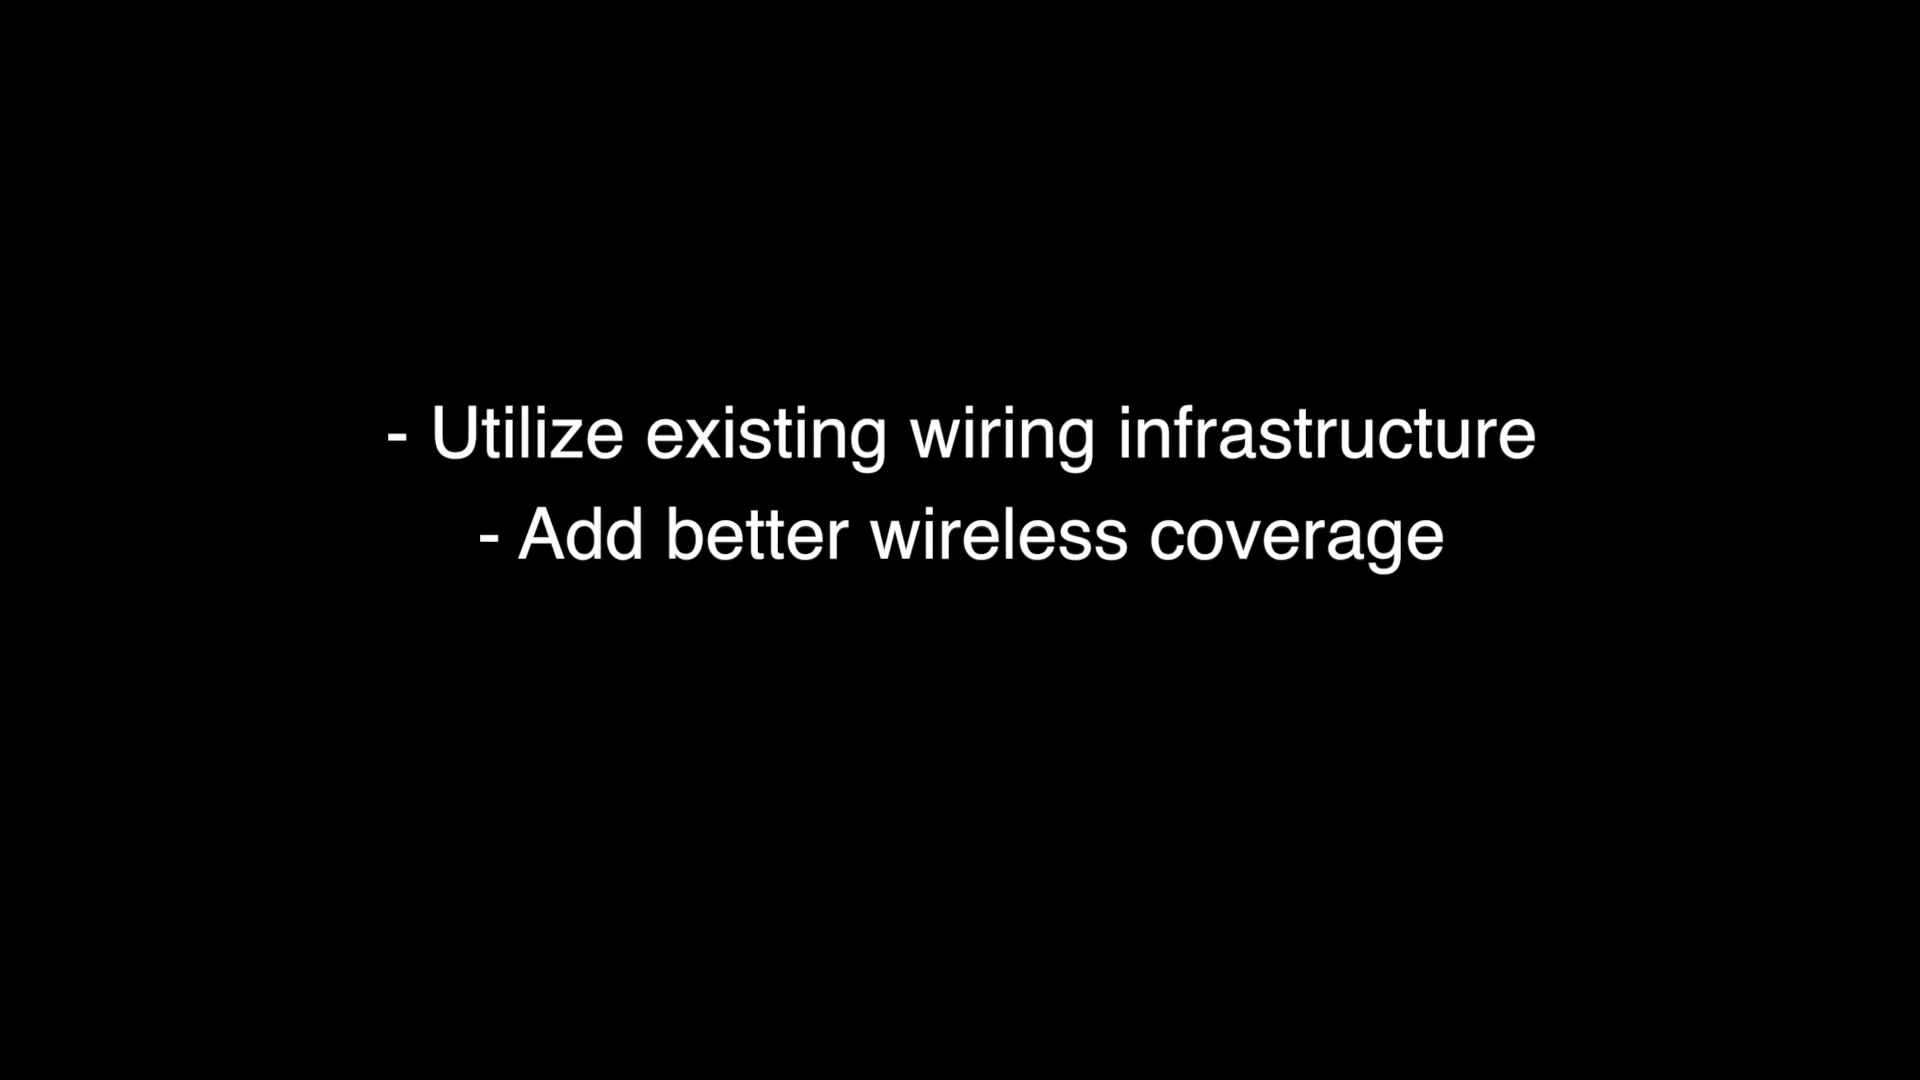 - Utilize existing wiring infrastructure
- Add better wireless coverage